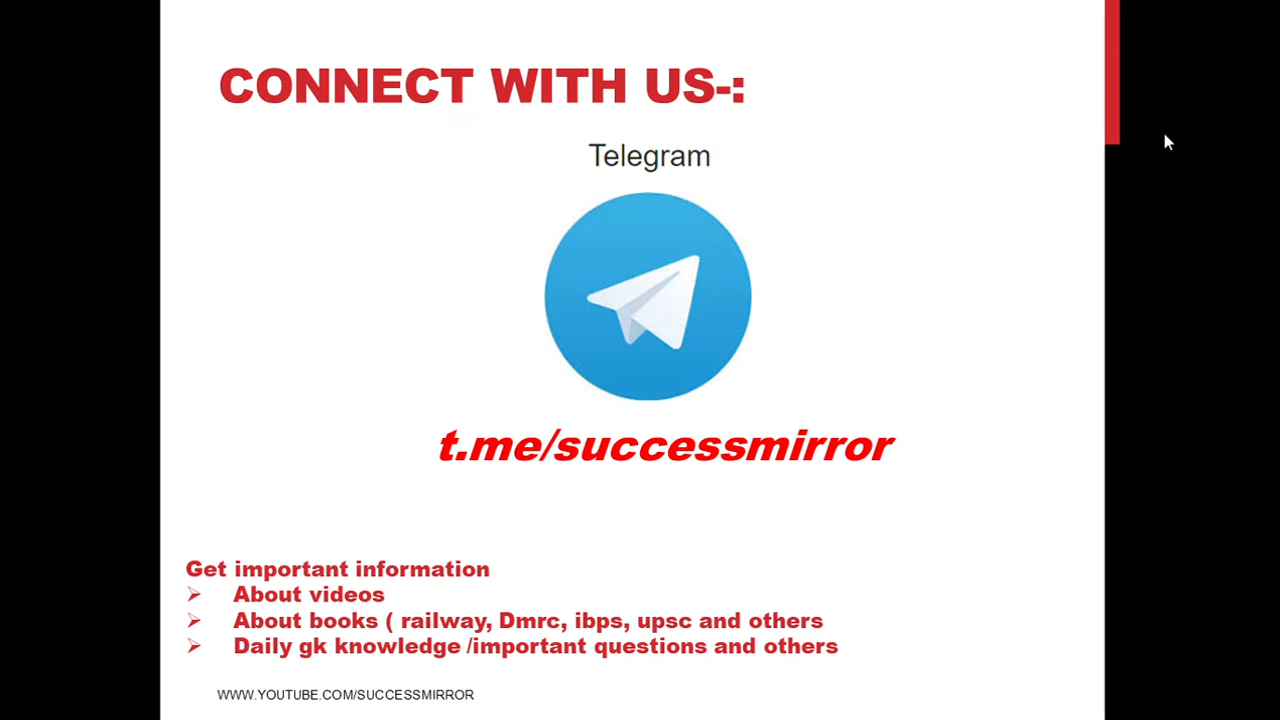 CONNECT WITH US-:
Telegram
t.me/successmirror
Get important information
➢ About videos
➢ About books ( railway, Dmrc, ibps, upsc and others
➢ Daily gk knowledge /important questions and others
WWW.YOUTUBE.COM/SUCCESSMIRROR